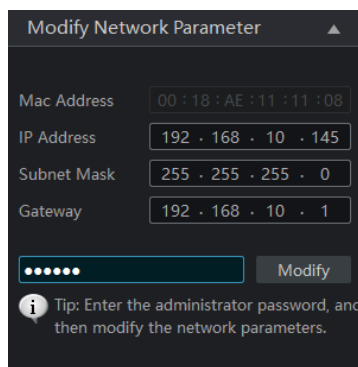 Modify Network Parameter
Mac Address 00 : 18 : AE : 11 : 11 : 08
IP Address 192 . 168 . 10 . 145
Subnet Mask 255 . 255 . 255 . 0
Gateway 192 . 168 . 10 . 1
●●●●●● Modify
i Tip: Enter the administrator password, and
then modify the network parameters.